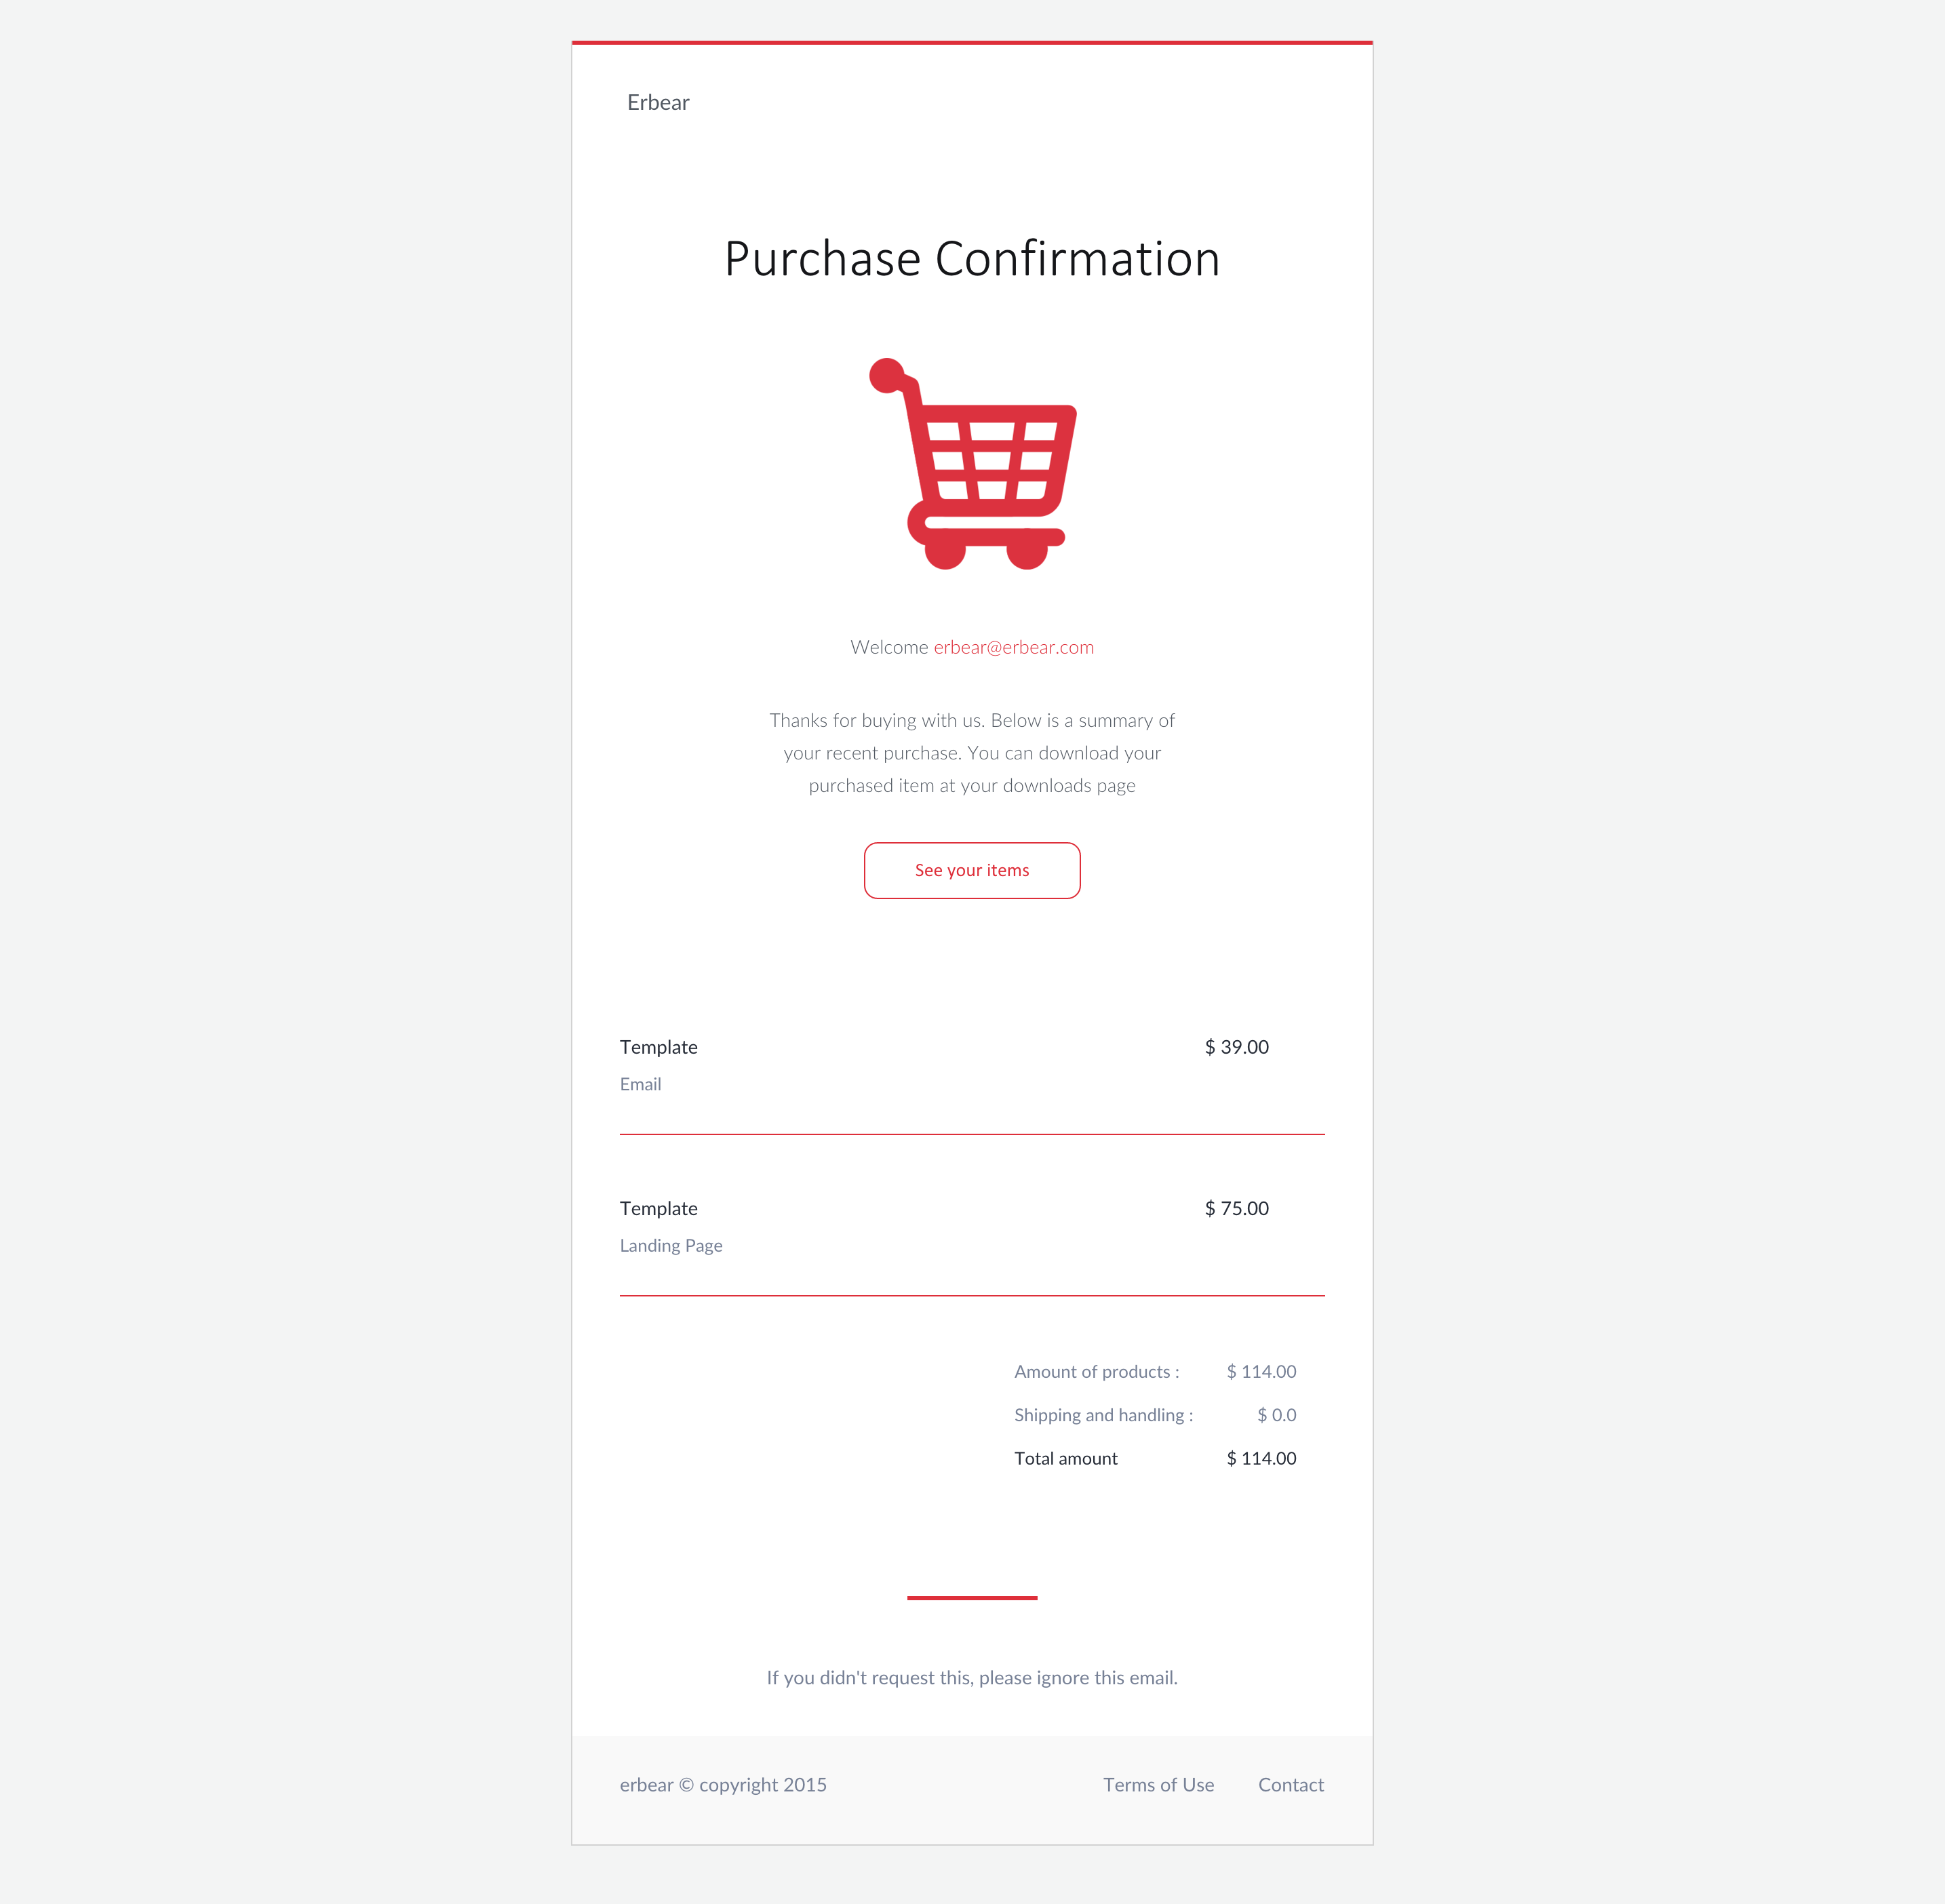 Erbear
Purchase Confirmation
Welcome erbear@erbear.com
Thanks for buying with us. Below is a summary of
your recent purchase. You can download your
purchased item at your downloads page
See your items
Template $ 39.00
Email
Template $ 75.00
Landing Page
Amount of products : $ 114.00
Shipping and handling : $ 0.0
Total amount $ 114.00
If you didn't request this, please ignore this email.
erbear © copyright 2015 Terms of Use Contact